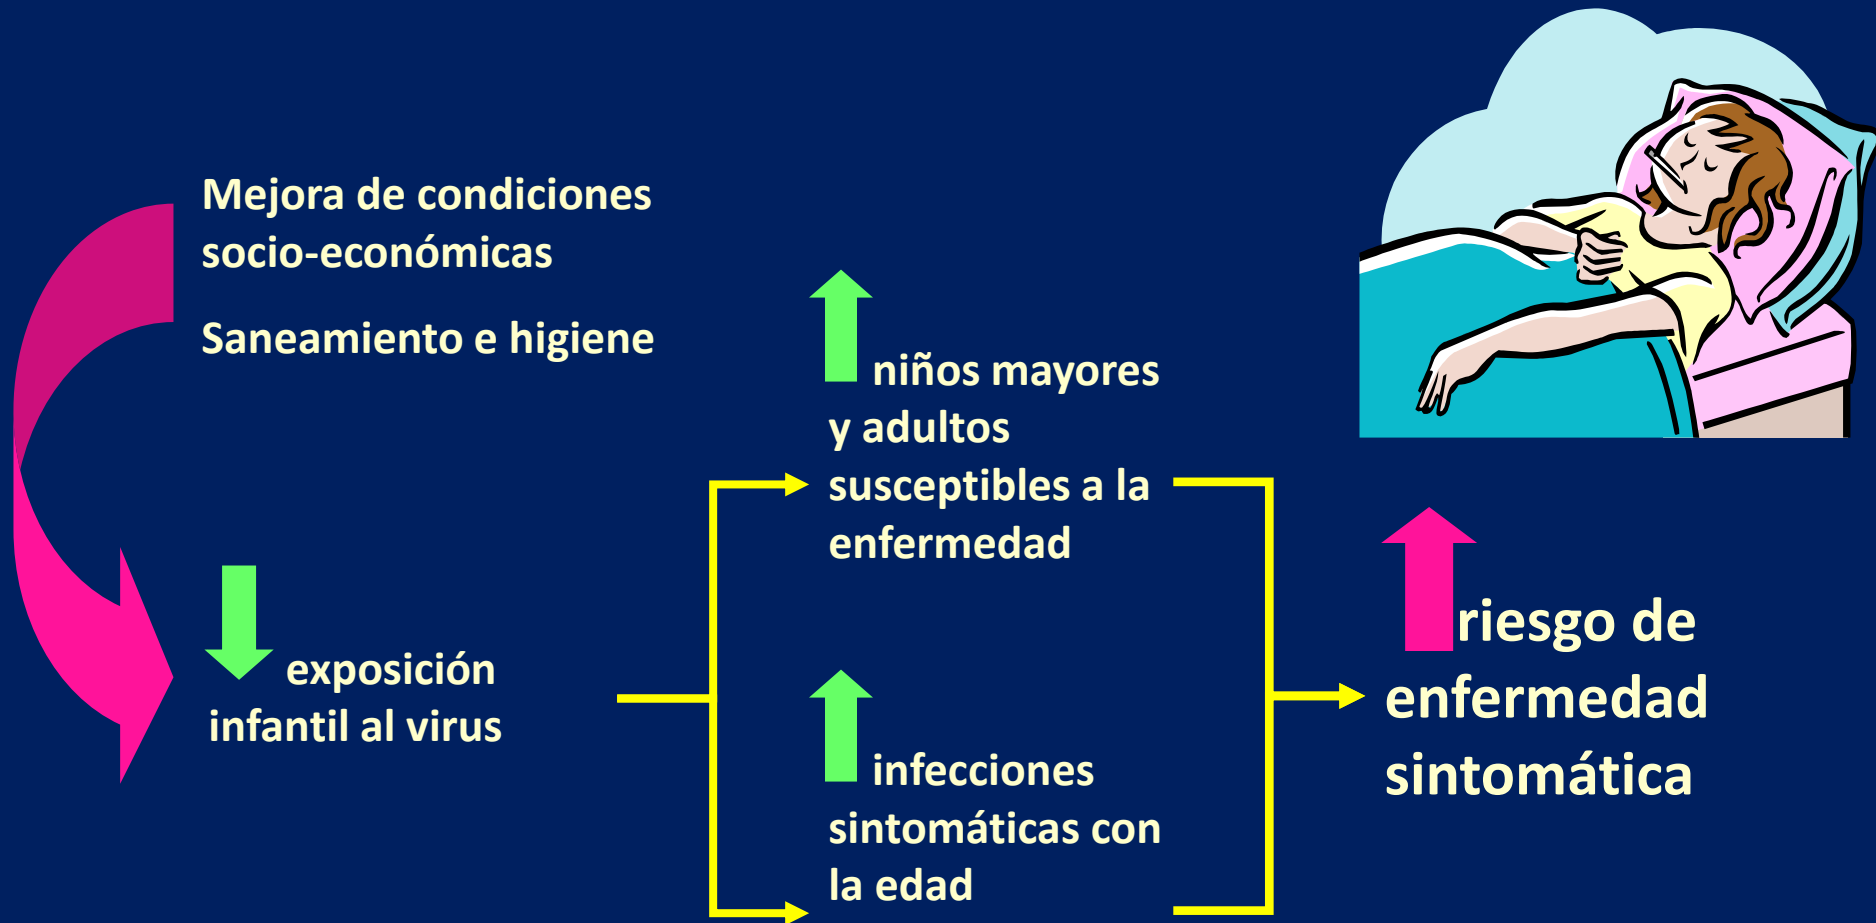 Mejora de condiciones
socio-económicas
Saneamiento e higiene
exposición
infantil al virus
niños mayores
y adultos
susceptibles a la
enfermedad
infecciones
sintomáticas con
la edad
riesgo de
enfermedad
sintomática